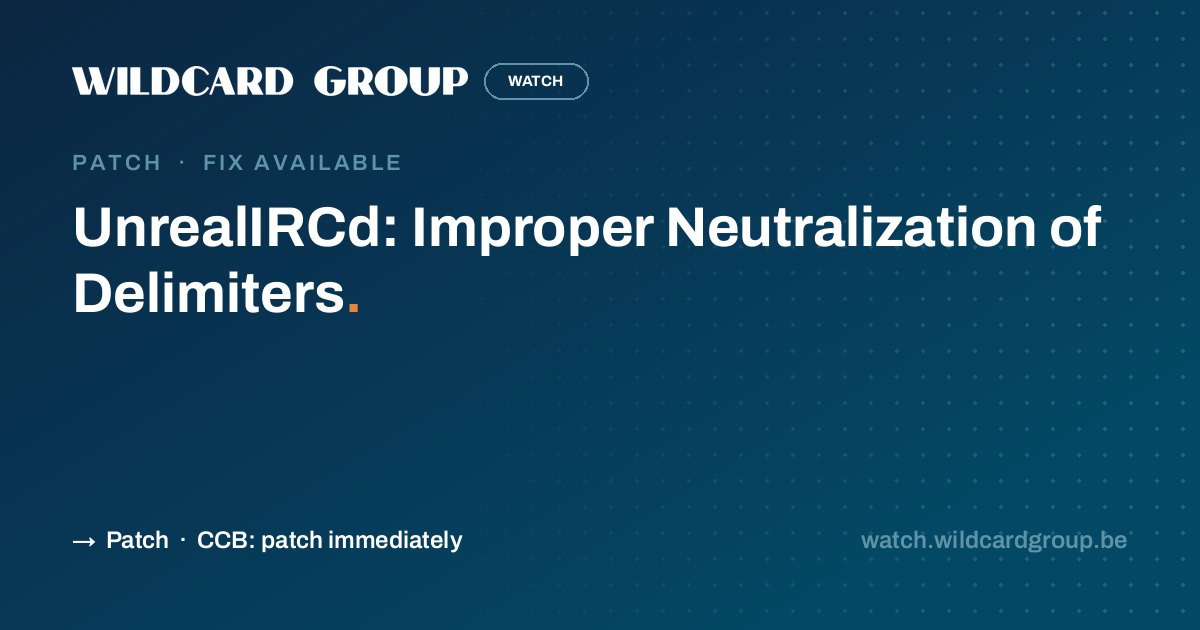 WILDCARD GROUP WATCH
PATCH · FIX AVAILABLE
UnrealIRCd: Improper Neutralization of
Delimiters.
→ Patch · CCB: patch immediately
watch.wildcardgroup.be